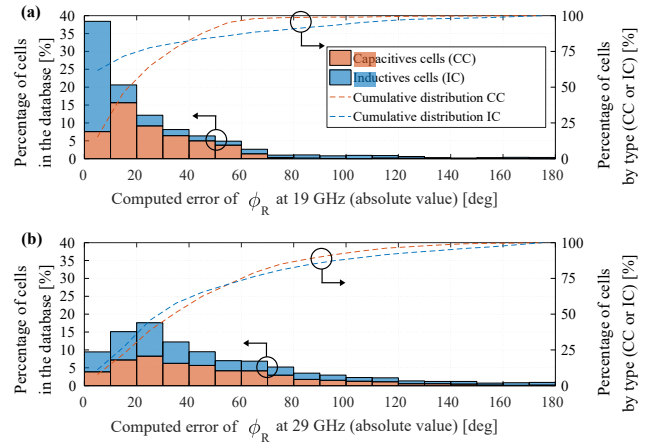 (a)
Percentage of cells
in the database [%]
40
35
30
25
20
15
10
5
0
100
75
50
25
0
Percentage of cells
by type (CC or IC) [%]
Capacitives cells (CC)
Inductives cells (IC)
Cumulative distribution CC
Cumulative distribution IC
0 20 40 60 80 100 120 140 160 180
Computed error of ϕR at 19 GHz (absolute value) [deg]
(b)
Percentage of cells
in the database [%]
40
35
30
25
20
15
10
5
0
100
75
50
25
0
Percentage of cells
by type (CC or IC) [%]
0 20 40 60 80 100 120 140 160 180
Computed error of ϕR at 29 GHz (absolute value) [deg]